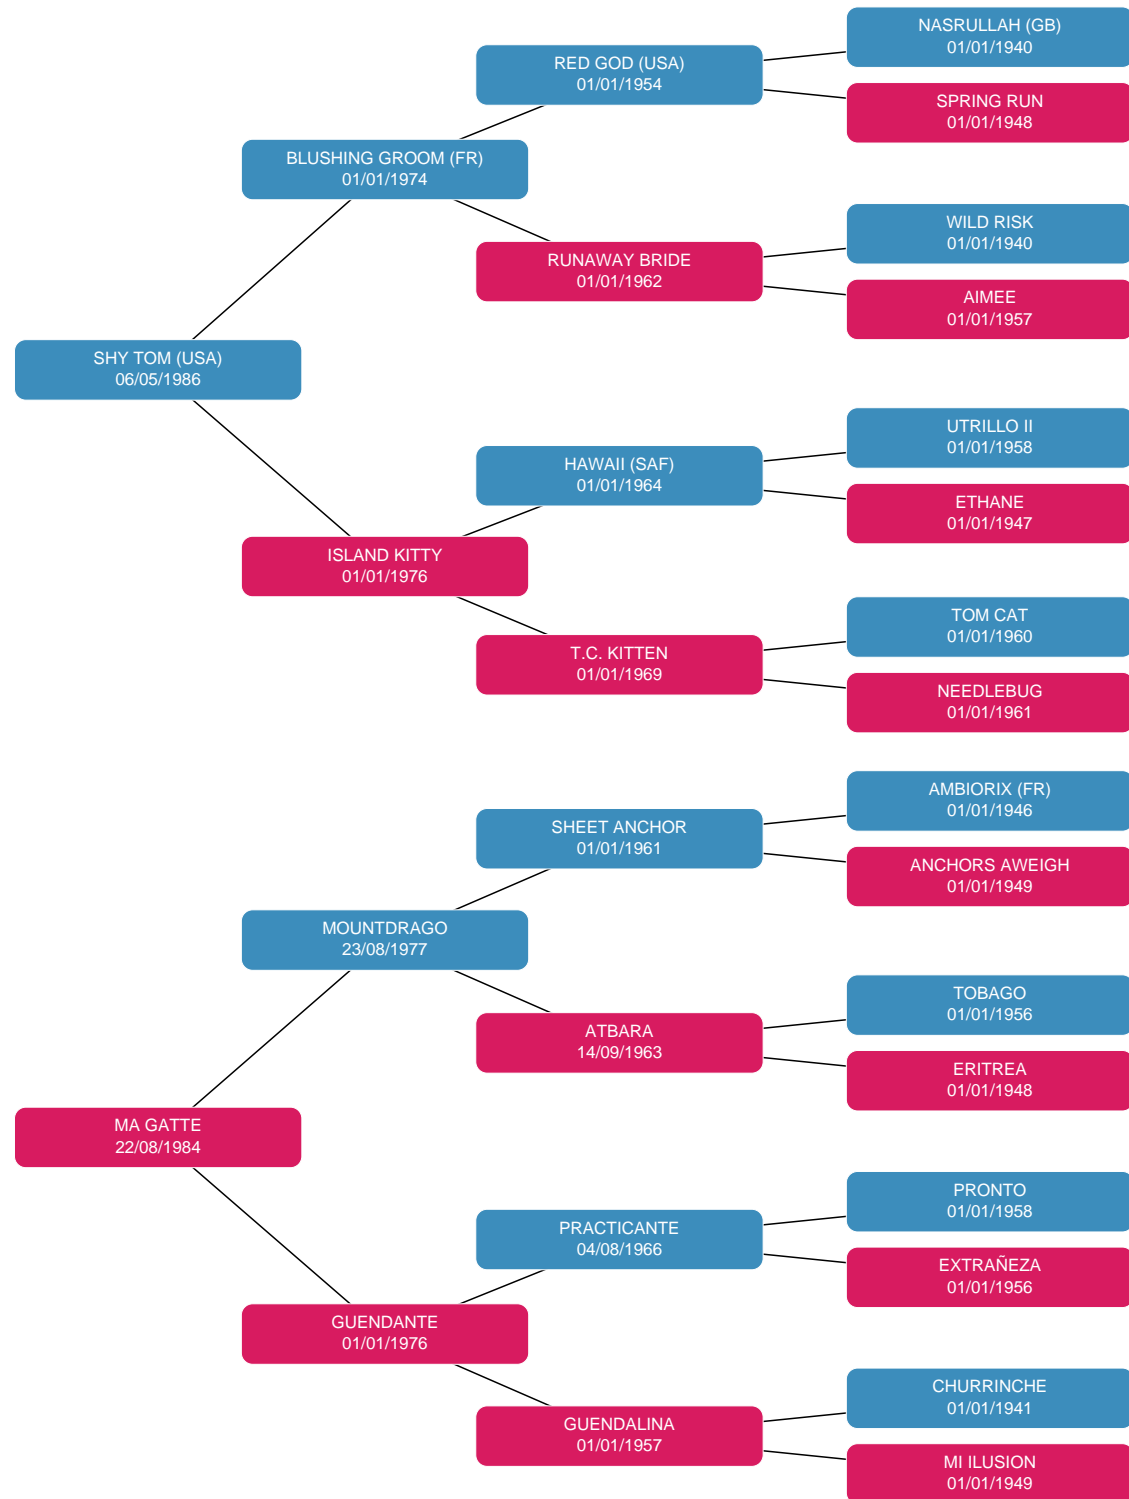 NASRULLAH (GB)
01/01/1940
RED GOD (USA)
01/01/1954
SPRING RUN
01/01/1948
BLUSHING GROOM (FR)
01/01/1974
WILD RISK
01/01/1940
RUNAWAY BRIDE
01/01/1962
AIMEE
01/01/1957
SHY TOM (USA)
06/05/1986
UTRILLO II
01/01/1958
HAWAII (SAF)
01/01/1964
ETHANE
01/01/1947
ISLAND KITTY
01/01/1976
TOM CAT
01/01/1960
T.C. KITTEN
01/01/1969
NEEDLEBUG
01/01/1961
AMBIORIX (FR)
01/01/1946
SHEET ANCHOR
01/01/1961
ANCHORS AWEIGH
01/01/1949
MOUNTDRAGO
23/08/1977
TOBAGO
01/01/1956
ATBARA
14/09/1963
ERITREA
01/01/1948
MA GATTE
22/08/1984
PRONTO
01/01/1958
PRACTICANTE
04/08/1966
EXTRAÑEZA
01/01/1956
GUENDANTE
01/01/1976
CHURRINCHE
01/01/1941
GUENDALINA
01/01/1957
MI ILUSION
01/01/1949